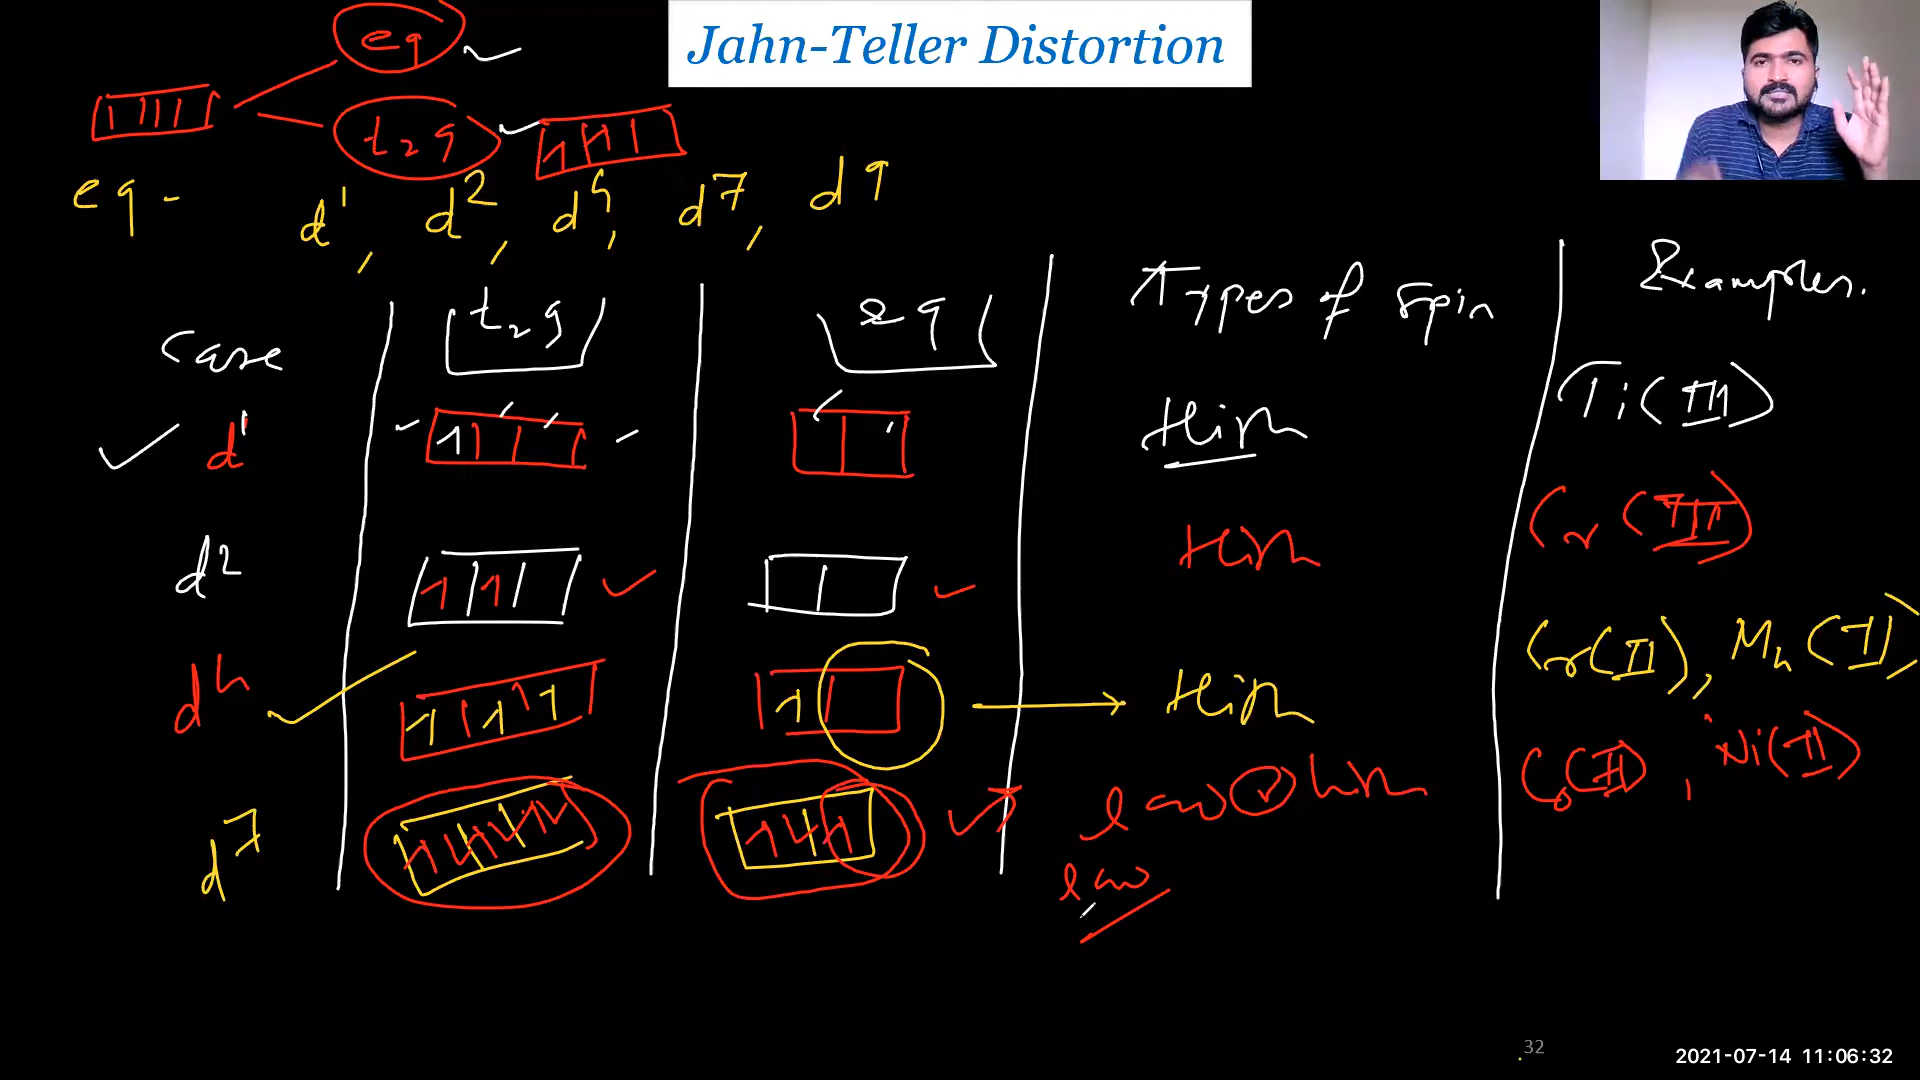 Jahn-Teller Distortion
eg
t₂g
eg - d¹, d², d⁴, d⁷, d⁹
Case t₂g eg Types of spin Examples.
d¹ High Ti(III)
d² High Cr(III)
d⁴ High Cr(II), Mn(I)
d⁷ low or high Co(II), Ni(II)
low
32
2021-07-14 11:06:32